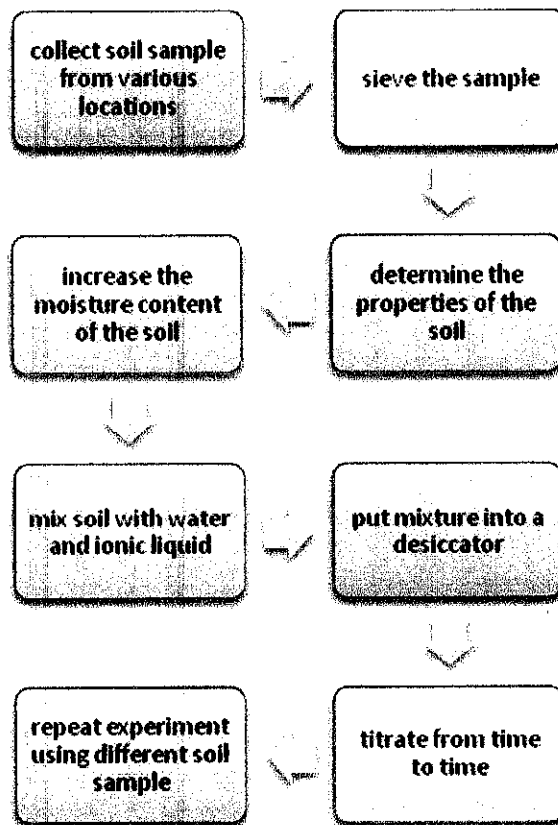 collect soil sample
from various
locations
sieve the sample
determine the
properties of the
soil
increase the
moisture content
of the soil
mix soil with water
and ionic liquid
put mixture into a
desiccator
titrate from time
to time
repeat experiment
using different soil
sample